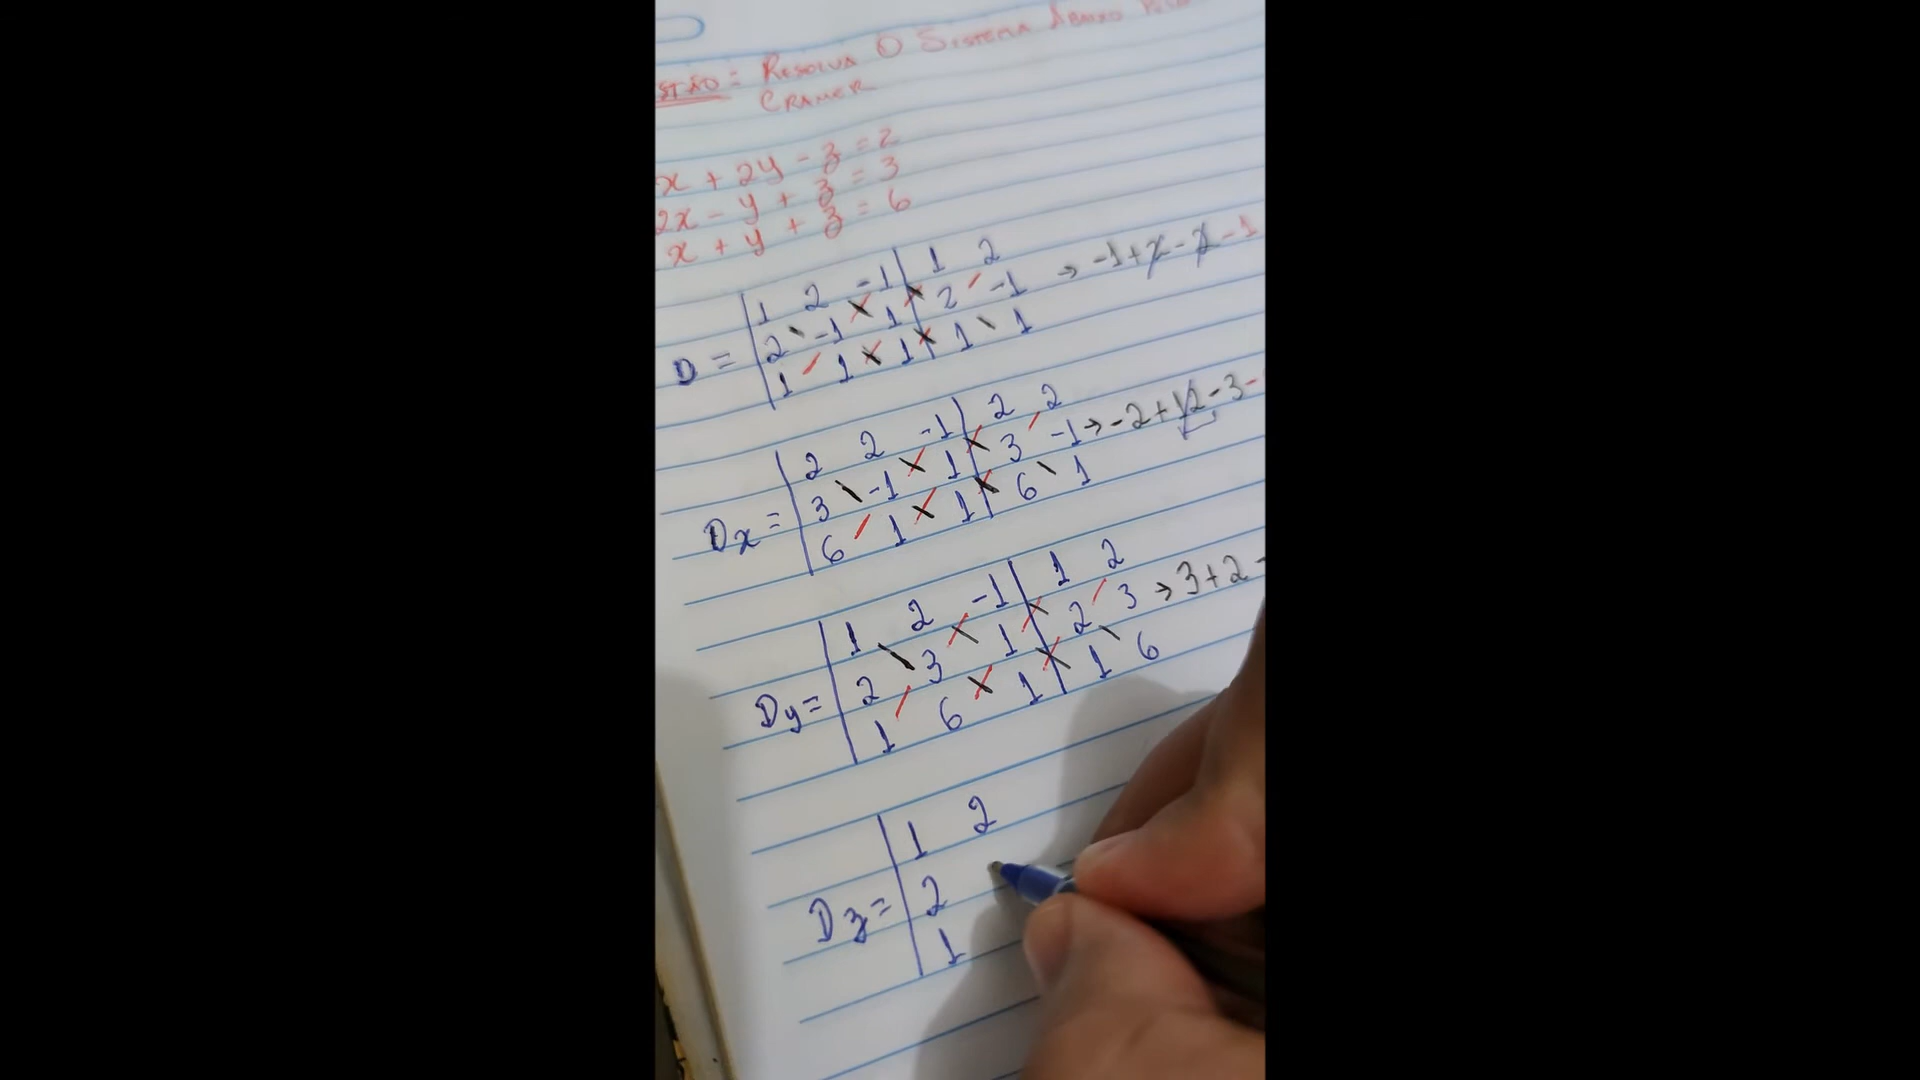 STÃO: RESOLVA O SISTEMA ABAIXO
CRAMER
x + 2y - z = 2
2x - y + z = 3
x + y + z = 6
D = | 1 2 -1 | 1 2 → -1 + 2 - 2 - 1
2 -1 1 | 2 -1
1 1 1 | 1 1
Dx = | 2 2 -1 | 2 2
3 -1 1 | 3 -1 → -2 + 12 - 3 -
6 1 1 | 6 1
Dy = | 1 2 -1 | 1 2
2 3 1 | 2 3 → 3 + 2 -
1 6 1 | 1 6
Dz = | 1 2
2
1